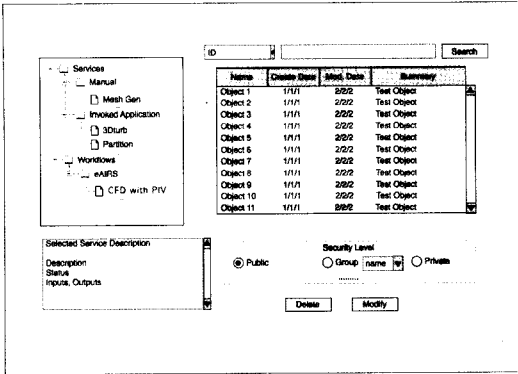 ID
Search
Services
Manual
Mesh Gen
Invoked Application
3Dturb
Partition
Workflows
eAIRS
CFD with PIV
Name Create Date Mod. Date Summary
Object 1 1/1/1 2/2/2 Test Object
Object 2 1/1/1 2/2/2 Test Object
Object 3 1/1/1 2/2/2 Test Object
Object 4 1/1/1 2/2/2 Test Object
Object 5 1/1/1 2/2/2 Test Object
Object 6 1/1/1 2/2/2 Test Object
Object 7 1/1/1 2/2/2 Test Object
Object 8 1/1/1 2/2/2 Test Object
Object 9 1/1/1 2/2/2 Test Object
Object 10 1/1/1 2/2/2 Test Object
Object 11 1/1/1 2/2/2 Test Object
Selected Service Description
Description
Status
Inputs, Outputs
Security Level
Public Group name Private
Delete Modify